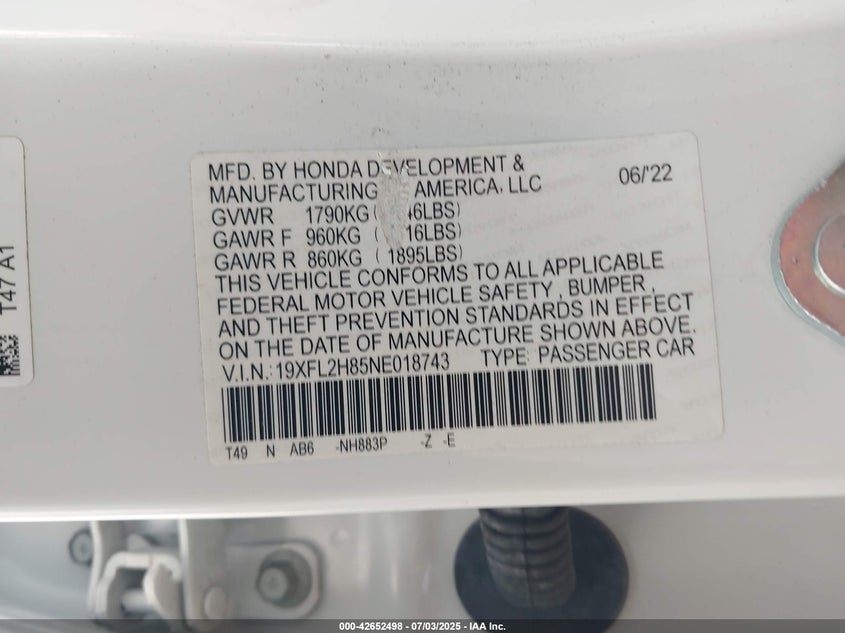 MFD. BY HONDA DEVELOPMENT &
MANUFACTURING AMERICA, LLC 06/'22
GVWR 1790KG ( 46LBS)
GAWR F 960KG ( 16LBS)
GAWR R 860KG ( 1895LBS)
THIS VEHICLE CONFORMS TO ALL APPLICABLE
FEDERAL MOTOR VEHICLE SAFETY , BUMPER ,
AND THEFT PREVENTION STANDARDS IN EFFECT
ON THE DATE OF MANUFACTURE SHOWN ABOVE.
V.I.N.: 19XFL2H85NE018743 TYPE: PASSENGER CAR
T49 N AB6 -NH883P -Z -E
T47 A1
000-42652498 - 07/03/2025 - IAA Inc.